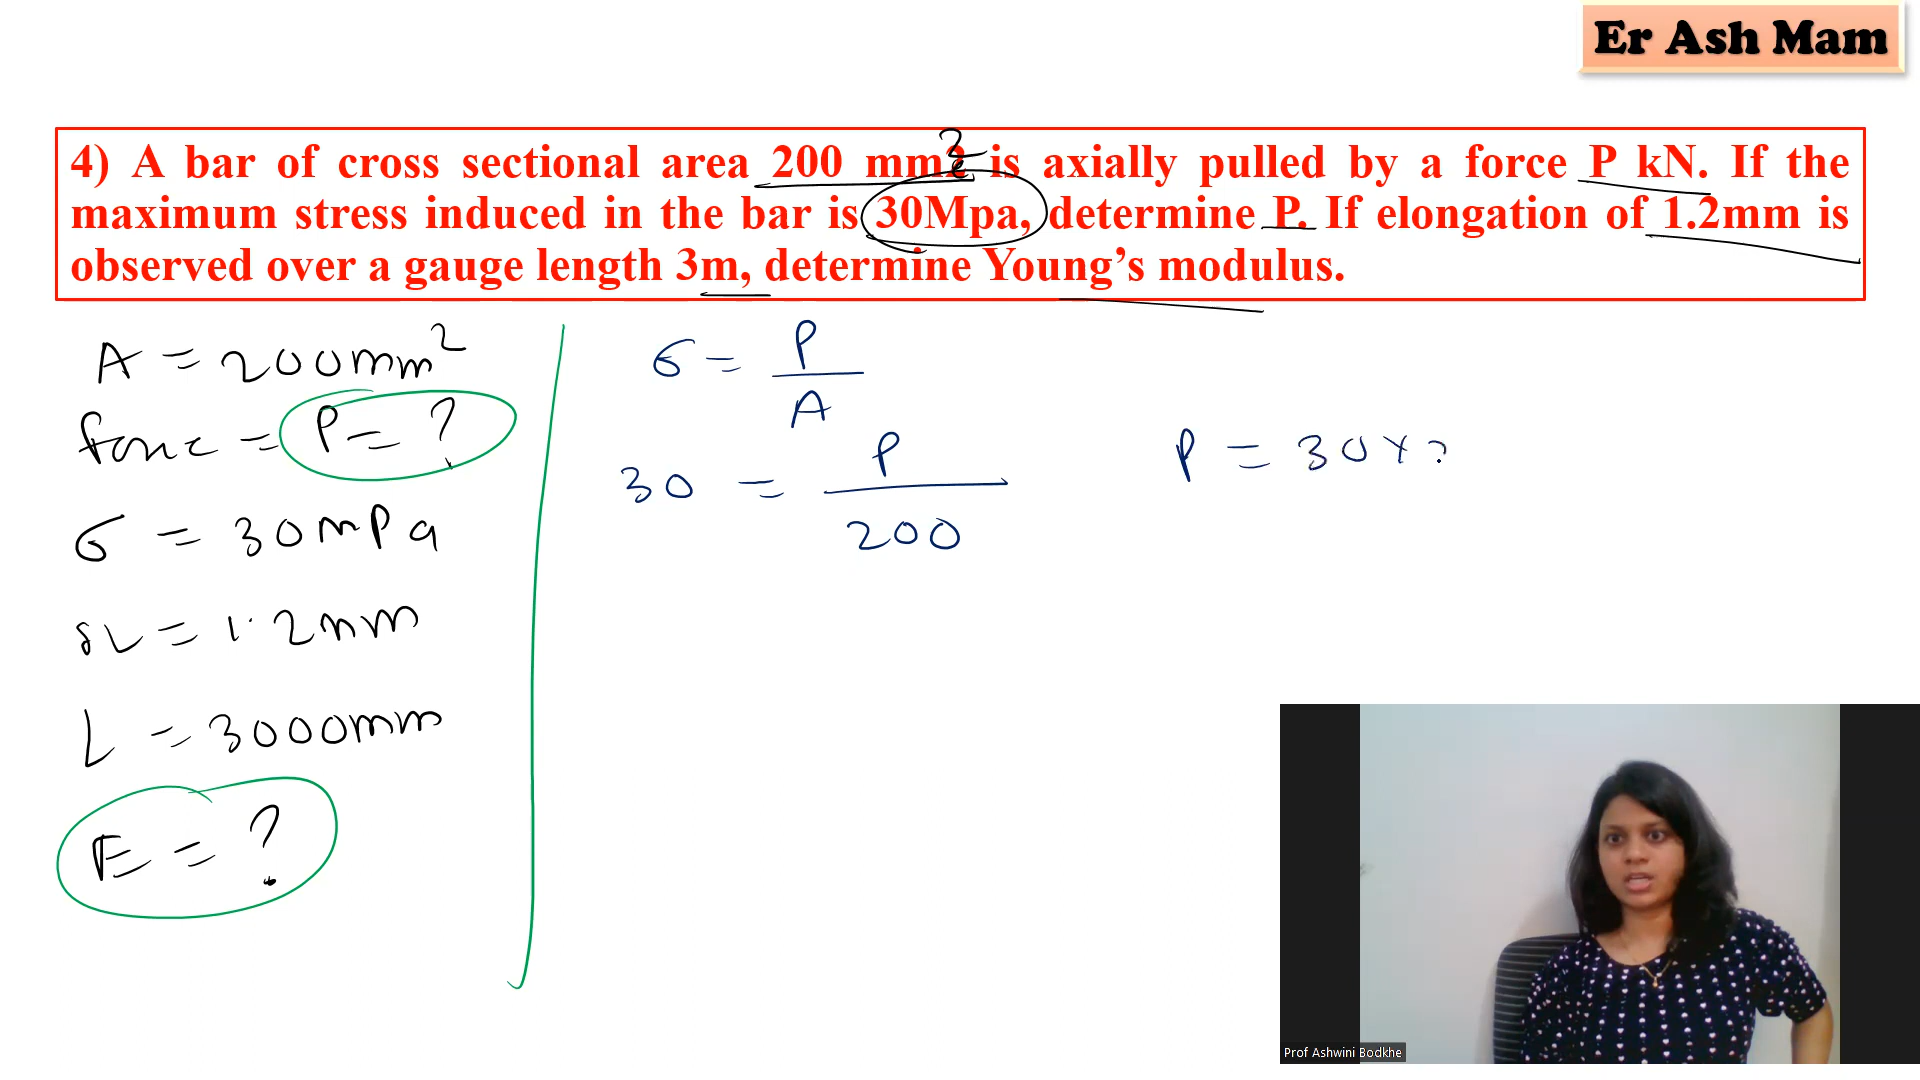 Er Ash Mam
4) A bar of cross sectional area 200 mm2 is axially pulled by a force P kN. If the
maximum stress induced in the bar is 30Mpa, determine P. If elongation of 1.2mm is
observed over a gauge length 3m, determine Young’s modulus.
A = 200mm²
force = P = ?
σ = 30mPa
δL = 1.2mm
L = 3000mm
E = ?
σ = P
A
30 = P
200
P = 30×
Prof Ashwini Bodkhe